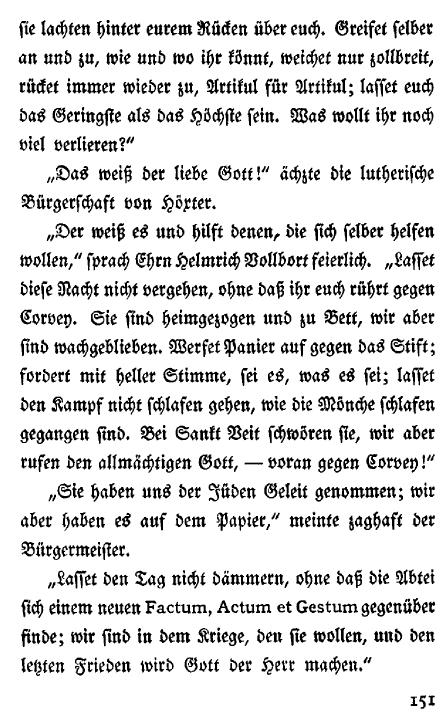 sie lachten hinter eurem Rücken über euch. Greifet selber
an und zu, wie und wo ihr könnt, weichet nur zollbreit,
rücket immer wieder zu, Artikul für Artikul; lasset euch
das Geringste als das Höchste sein. Was wollt ihr noch
viel verlieren?“
„Das weiß der liebe Gott!“ ächzte die lutherische
Bürgerschaft von Höxter.
„Der weiß es und hilft denen, die sich selber helfen
wollen,“ sprach Ehrn Helmrich Vollbort feierlich. „Lasset
diese Nacht nicht vergehen, ohne daß ihr euch rührt gegen
Corvey. Sie sind heimgezogen und zu Bett, wir aber
sind wachgeblieben. Werfet Panier auf gegen das Stift;
fordert mit heller Stimme, sei es, was es sei; lasset
den Kampf nicht schlafen gehen, wie die Mönche schlafen
gegangen sind. Bei Sankt Veit schwören sie, wir aber
rufen den allmächtigen Gott, — voran gegen Corvey!“
„Sie haben uns der Jüden Geleit genommen; wir
aber haben es auf dem Papier,“ meinte zaghaft der
Bürgermeister.
„Lasset den Tag nicht dämmern, ohne daß die Abtei
sich einem neuen Factum, Actum et Gestum gegenüber
finde; wir sind in dem Kriege, den sie wollen, und den
letzten Frieden wird Gott der Herr machen.“
151